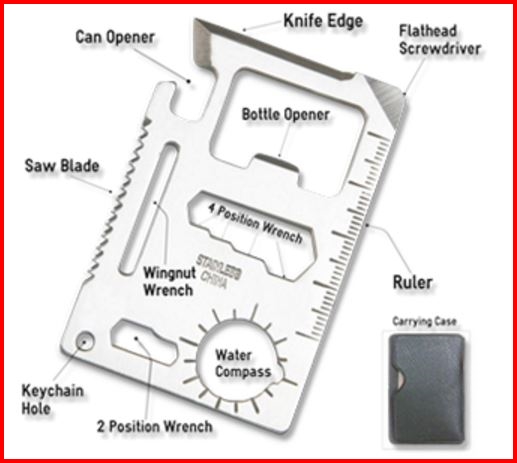 Knife Edge
Can Opener
Flathead
Screwdriver
Bottle Opener
Saw Blade
4 Position Wrench
STAINLESS
CHINA
Wingnut
Wrench
Ruler
Carrying Case
Water
Compass
Keychain
Hole
2 Position Wrench